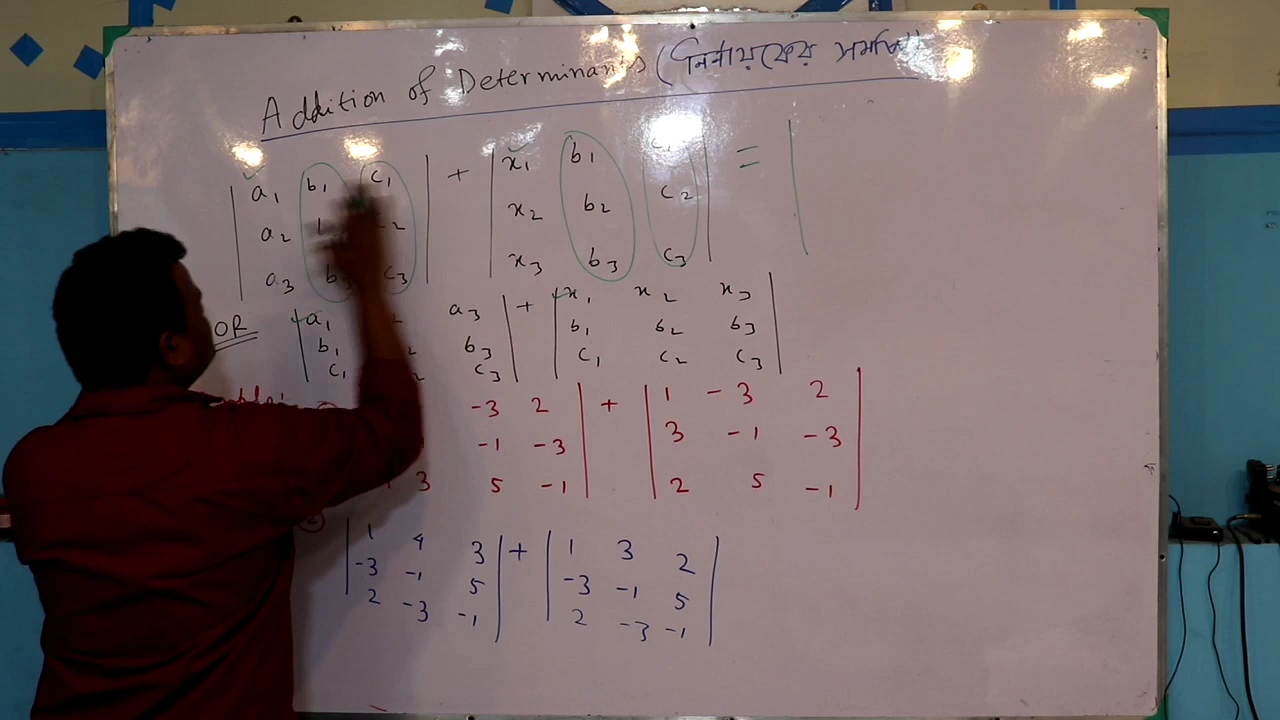 Addition of Determinants (নির্ণায়কের
| a₁ b₁ c₁ | + | x₁ b₁ | = |
a₂ x₂ b₂ c₂
a₃ b₃ c₃ x₃ b₃ c₃
OR | a₁ a₃ | + | x₁ x₂ x₃ |
b₁ b₃ b₁ b₂ b₃
c₁ c₃ c₁ c₂ c₃
-3 2 | + | 1 -3 2 |
-1 -3 3 -1 -3
3 5 -1 2 5 -1
②
| 1 4 3 | + | 1 3 2 |
-3 -1 5 -3 -1 5
2 -3 -1 2 -3 -1